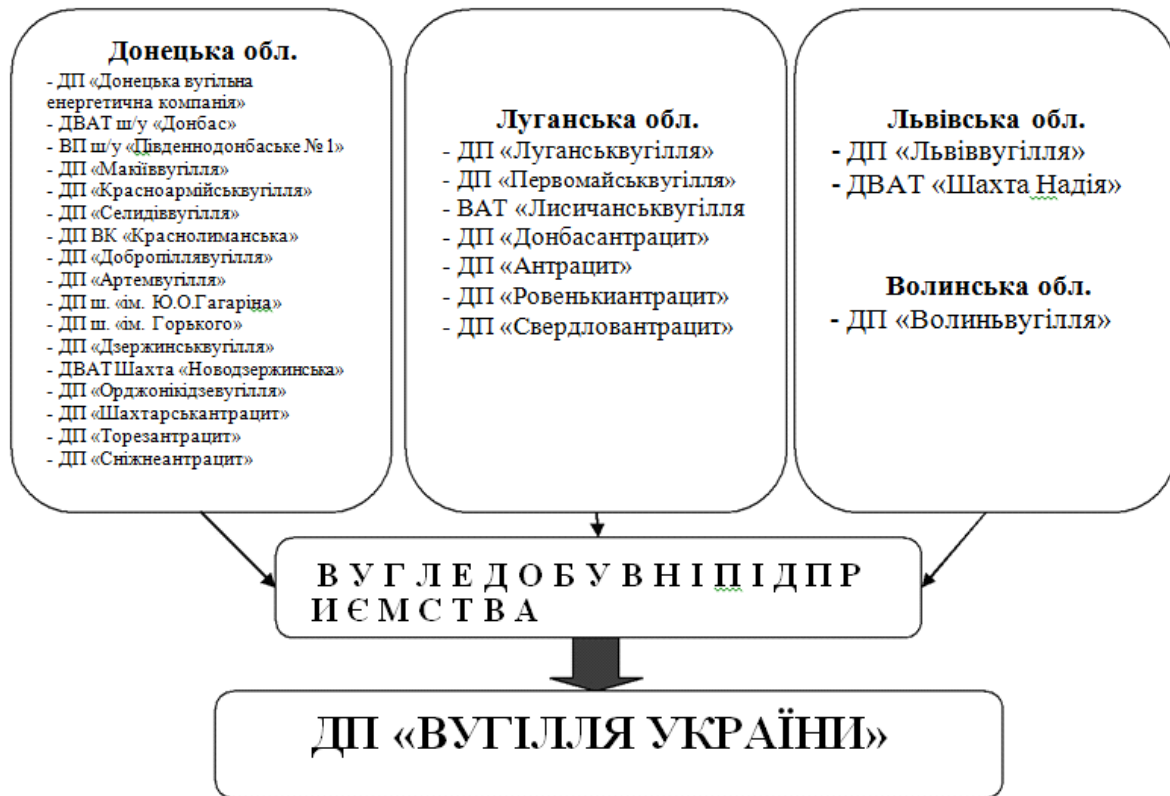 Донецька обл.
- ДП «Донецька вугільна
енергетична компанія»
- ДВАТ ш/у «Донбас»
- ВП ш/у «Південнодонбаське №1»
- ДП «Макіїввугілля»
- ДП «Красноармійськвугілля»
- ДП «Селидіввугілля»
- ДП ВК «Краснолиманська»
- ДП «Добропіллявугілля»
- ДП «Артемвугілля»
- ДП ш. «ім. Ю.О.Гагаріна»
- ДП ш. «ім. Горького»
- ДП «Дзержинськвугілля»
- ДВАТ Шахта «Новодзержинська»
- ДП «Орджонікідзевугілля»
- ДП «Шахтарськантрацит»
- ДП «Торезантрацит»
- ДП «Сніжнеантрацит»
Луганська обл.
- ДП «Луганськвугілля»
- ДП «Первомайськвугілля»
- ВАТ «Лисичанськвугілля
- ДП «Донбасантрацит»
- ДП «Антрацит»
- ДП «Ровенькиантрацит»
- ДП «Свердловантрацит»
Львівська обл.
- ДП «Львіввугілля»
- ДВАТ «Шахта Надія»
Волинська обл.
- ДП «Волиньвугілля»
В У Г Л Е Д О Б У В Н І П І Д П Р
И Є М С Т В А
ДП «ВУГІЛЛЯ УКРАЇНИ»